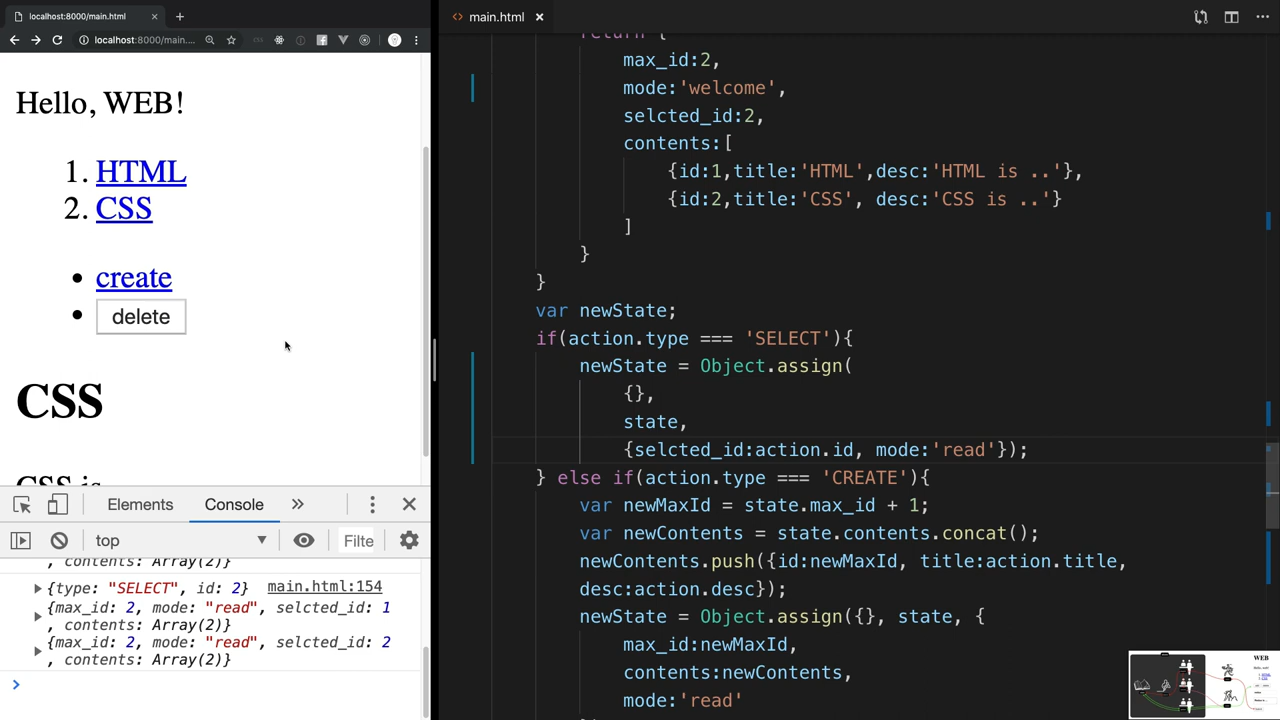 localhost:8000/main.html
localhost:8000/main....
Hello, WEB!
1. HTML
2. CSS
create
delete
CSS
CSS is
Elements
Console
top
Filte
, contents: Array(2)}
{type: "SELECT", id: 2}
main.html:154
{max_id: 2, mode: "read", selcted_id: 1
, contents: Array(2)}
{max_id: 2, mode: "read", selcted_id: 2
, contents: Array(2)}
main.html
return {
max_id:2,
mode:'welcome',
selcted_id:2,
contents:[
{id:1,title:'HTML',desc:'HTML is ..'},
{id:2,title:'CSS', desc:'CSS is ..'}
]
}
}
var newState;
if(action.type === 'SELECT'){
newState = Object.assign(
{},
state,
{selcted_id:action.id, mode:'read'});
} else if(action.type === 'CREATE'){
var newMaxId = state.max_id + 1;
var newContents = state.contents.concat();
newContents.push({id:newMaxId, title:action.title,
desc:action.desc});
newState = Object.assign({}, state, {
max_id:newMaxId,
contents:newContents,
mode:'read'
WEB